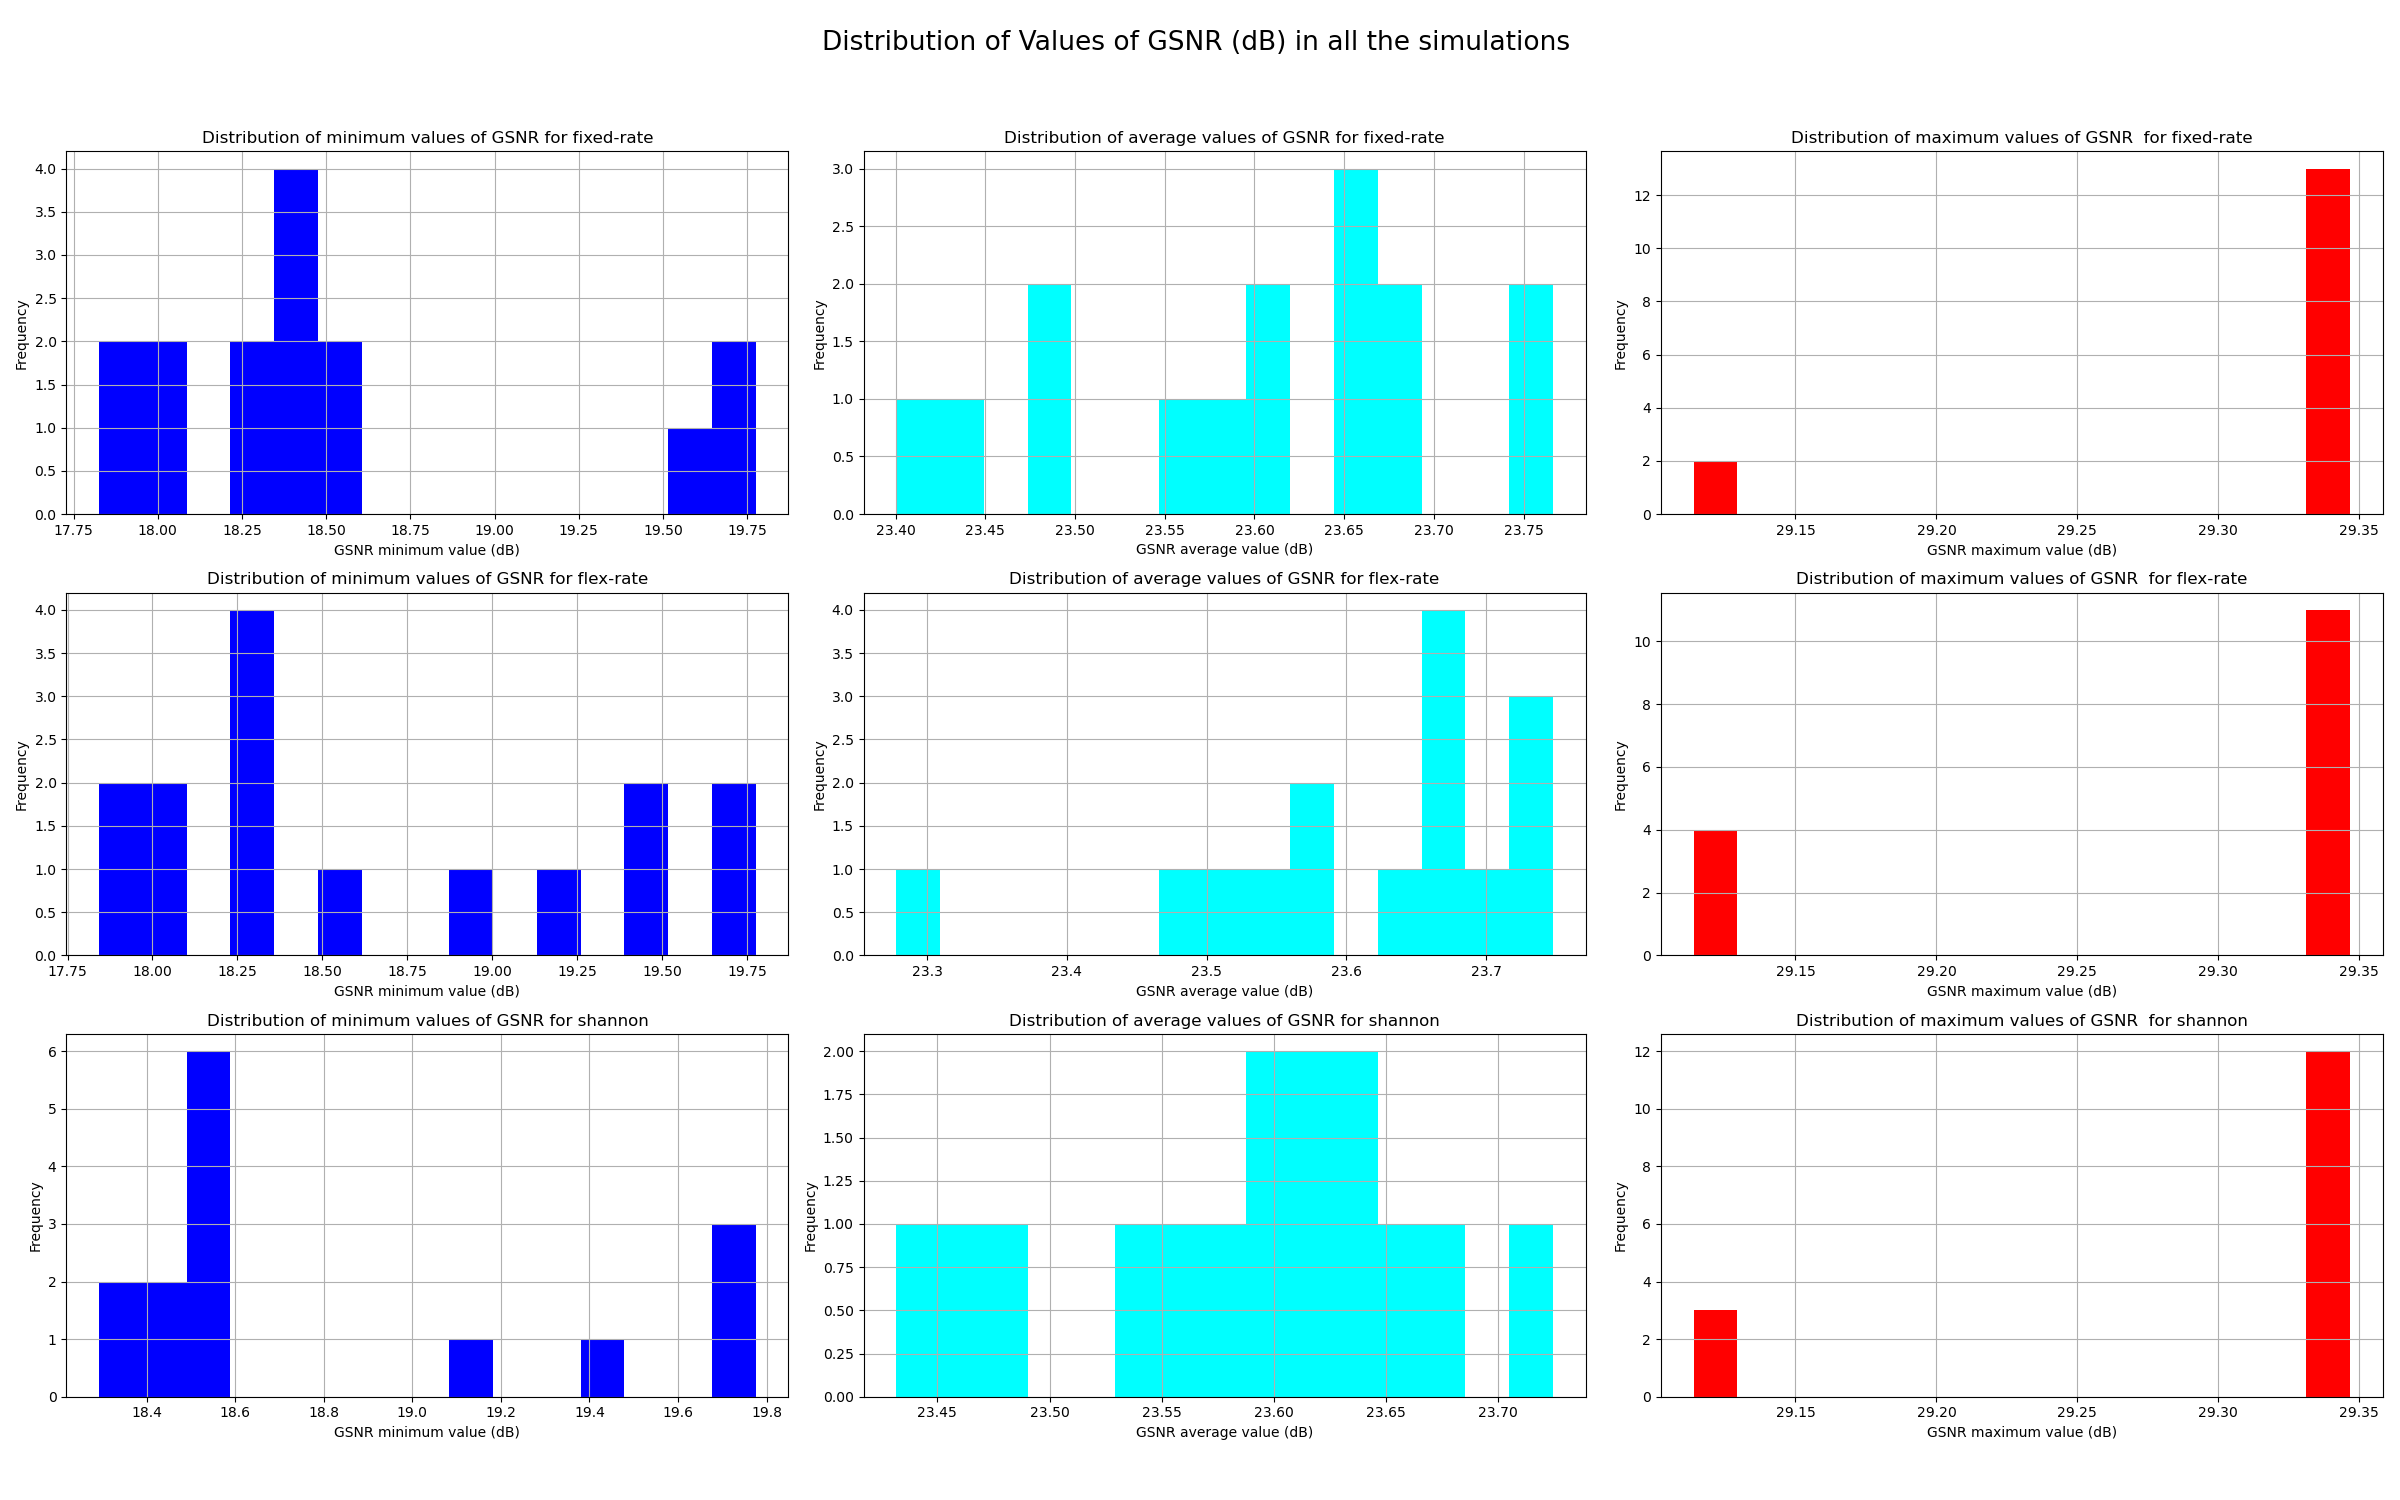 Distribution of Values of GSNR (dB) in all the simulations
Distribution of minimum values of GSNR for fixed-rate
Frequency
4.0
3.5
3.0
2.5
2.0
1.5
1.0
0.5
0.0
17.75 18.00 18.25 18.50 18.75 19.00 19.25 19.50 19.75
GSNR minimum value (dB)
Distribution of average values of GSNR for fixed-rate
Frequency
3.0
2.5
2.0
1.5
1.0
0.5
0.0
23.40 23.45 23.50 23.55 23.60 23.65 23.70 23.75
GSNR average value (dB)
Distribution of maximum values of GSNR  for fixed-rate
Frequency
12
10
8
6
4
2
0
29.15 29.20 29.25 29.30 29.35
GSNR maximum value (dB)
Distribution of minimum values of GSNR for flex-rate
Frequency
4.0
3.5
3.0
2.5
2.0
1.5
1.0
0.5
0.0
17.75 18.00 18.25 18.50 18.75 19.00 19.25 19.50 19.75
GSNR minimum value (dB)
Distribution of average values of GSNR for flex-rate
Frequency
4.0
3.5
3.0
2.5
2.0
1.5
1.0
0.5
0.0
23.3 23.4 23.5 23.6 23.7
GSNR average value (dB)
Distribution of maximum values of GSNR  for flex-rate
Frequency
10
8
6
4
2
0
29.15 29.20 29.25 29.30 29.35
GSNR maximum value (dB)
Distribution of minimum values of GSNR for shannon
Frequency
6
5
4
3
2
1
0
18.4 18.6 18.8 19.0 19.2 19.4 19.6 19.8
GSNR minimum value (dB)
Distribution of average values of GSNR for shannon
Frequency
2.00
1.75
1.50
1.25
1.00
0.75
0.50
0.25
0.00
23.45 23.50 23.55 23.60 23.65 23.70
GSNR average value (dB)
Distribution of maximum values of GSNR  for shannon
Frequency
12
10
8
6
4
2
0
29.15 29.20 29.25 29.30 29.35
GSNR maximum value (dB)